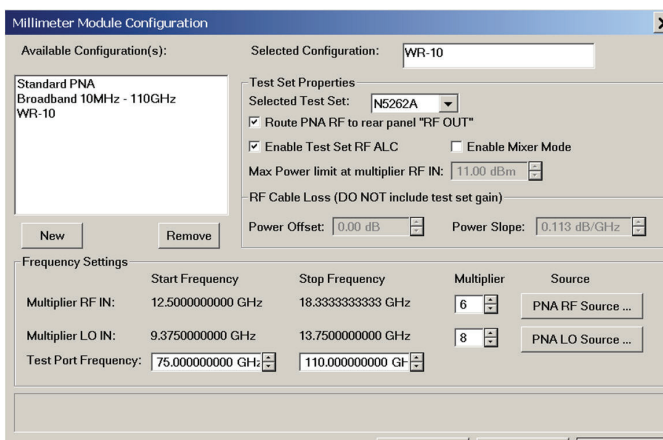 Millimeter Module Configuration
Available Configuration(s):
Selected Configuration: WR-10
Standard PNA
Broadband 10MHz - 110GHz
WR-10
New Remove
Test Set Properties
Selected Test Set: N5262A
Route PNA RF to rear panel "RF OUT"
Enable Test Set RF ALC Enable Mixer Mode
Max Power limit at multiplier RF IN: 11.00 dBm
RF Cable Loss (DO NOT include test set gain)
Power Offset: 0.00 dB Power Slope: 0.113 dB/GHz
Frequency Settings
Start Frequency Stop Frequency Multiplier Source
Multiplier RF IN: 12.5000000000 GHz 18.3333333333 GHz 6 PNA RF Source ...
Multiplier LO IN: 9.3750000000 GHz 13.7500000000 GHz 8 PNA LO Source ...
Test Port Frequency: 75.000000000 GHz 110.000000000 GH